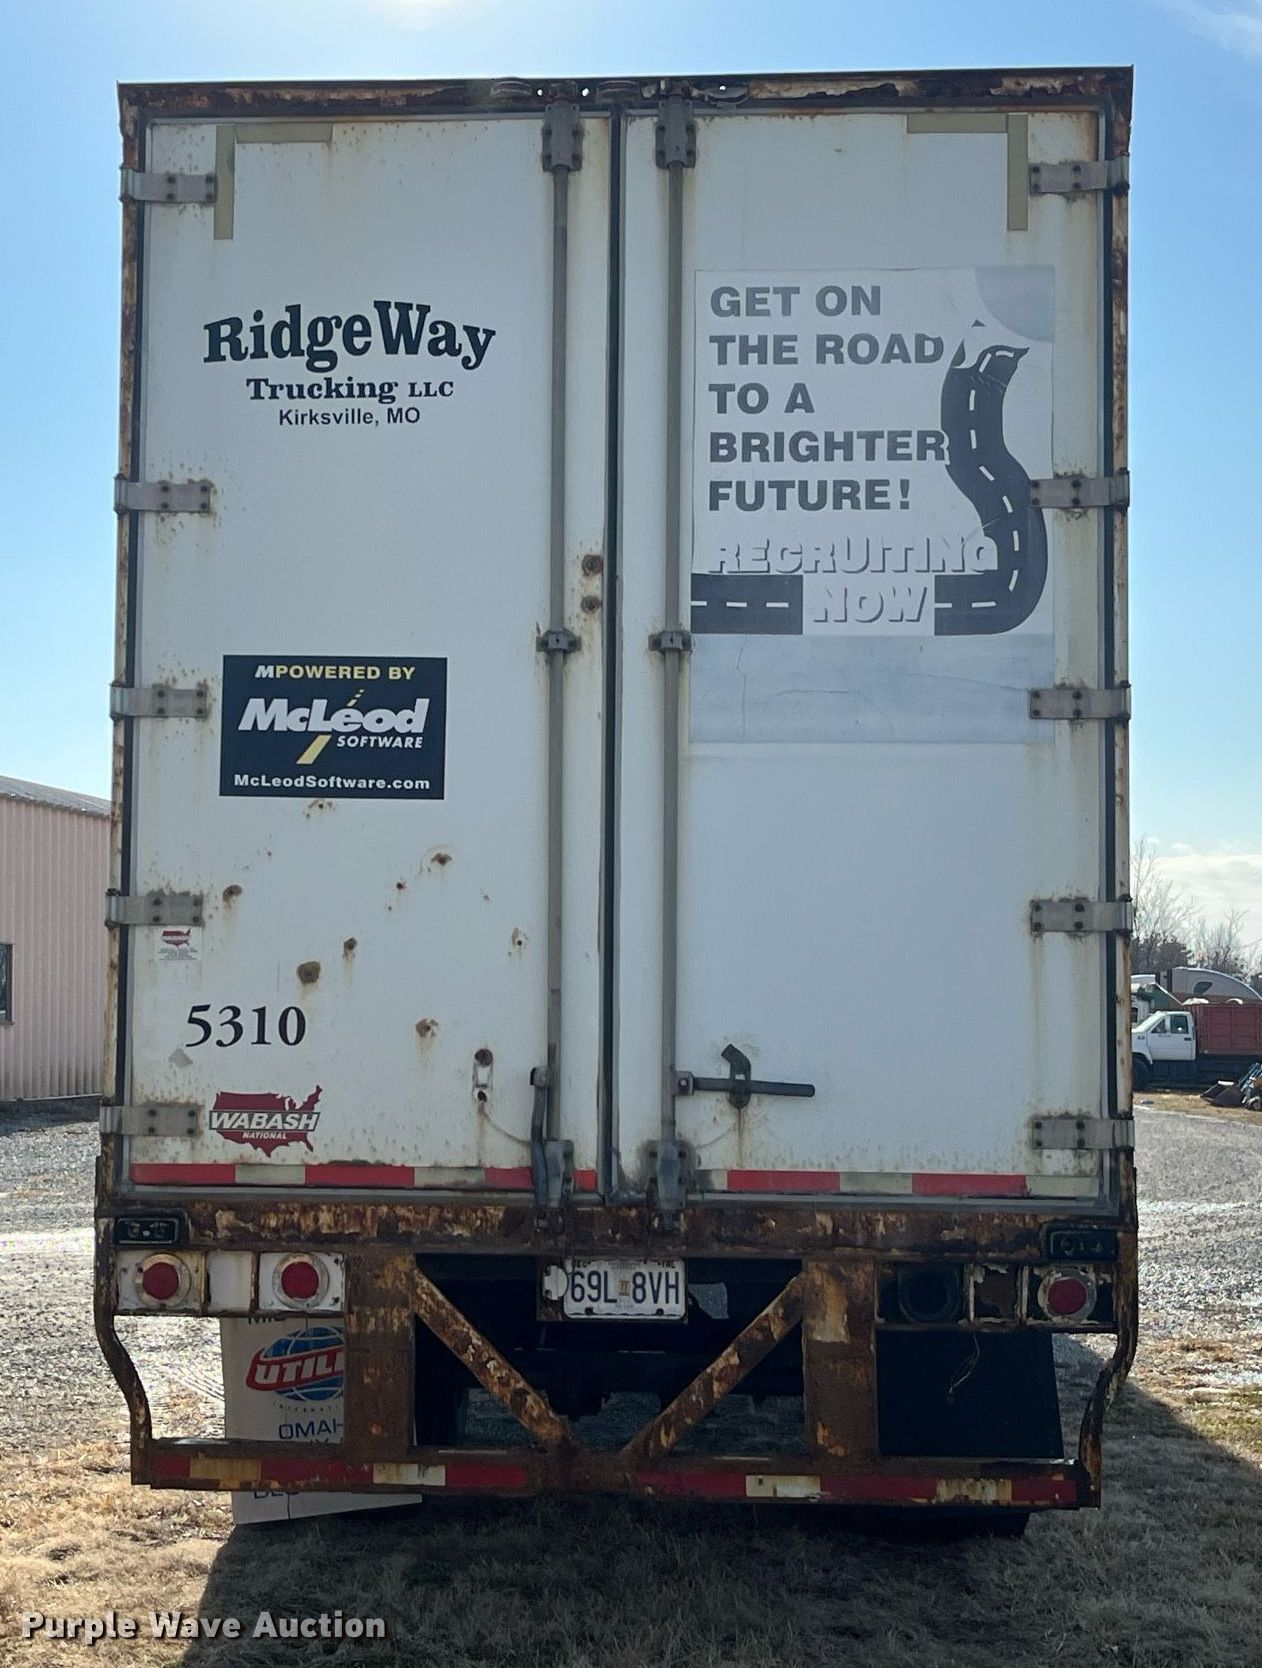 RidgeWay
Trucking LLC
Kirksville, MO
GET ON
THE ROAD
TO A
BRIGHTER
FUTURE!
RECRUITING
NOW
MPOWERED BY
McLeod
SOFTWARE
McLeodSoftware.com
5310
WABASH
NATIONAL
69L 8VH
UTILI
INTERNATI
OMAH
Purple Wave Auction